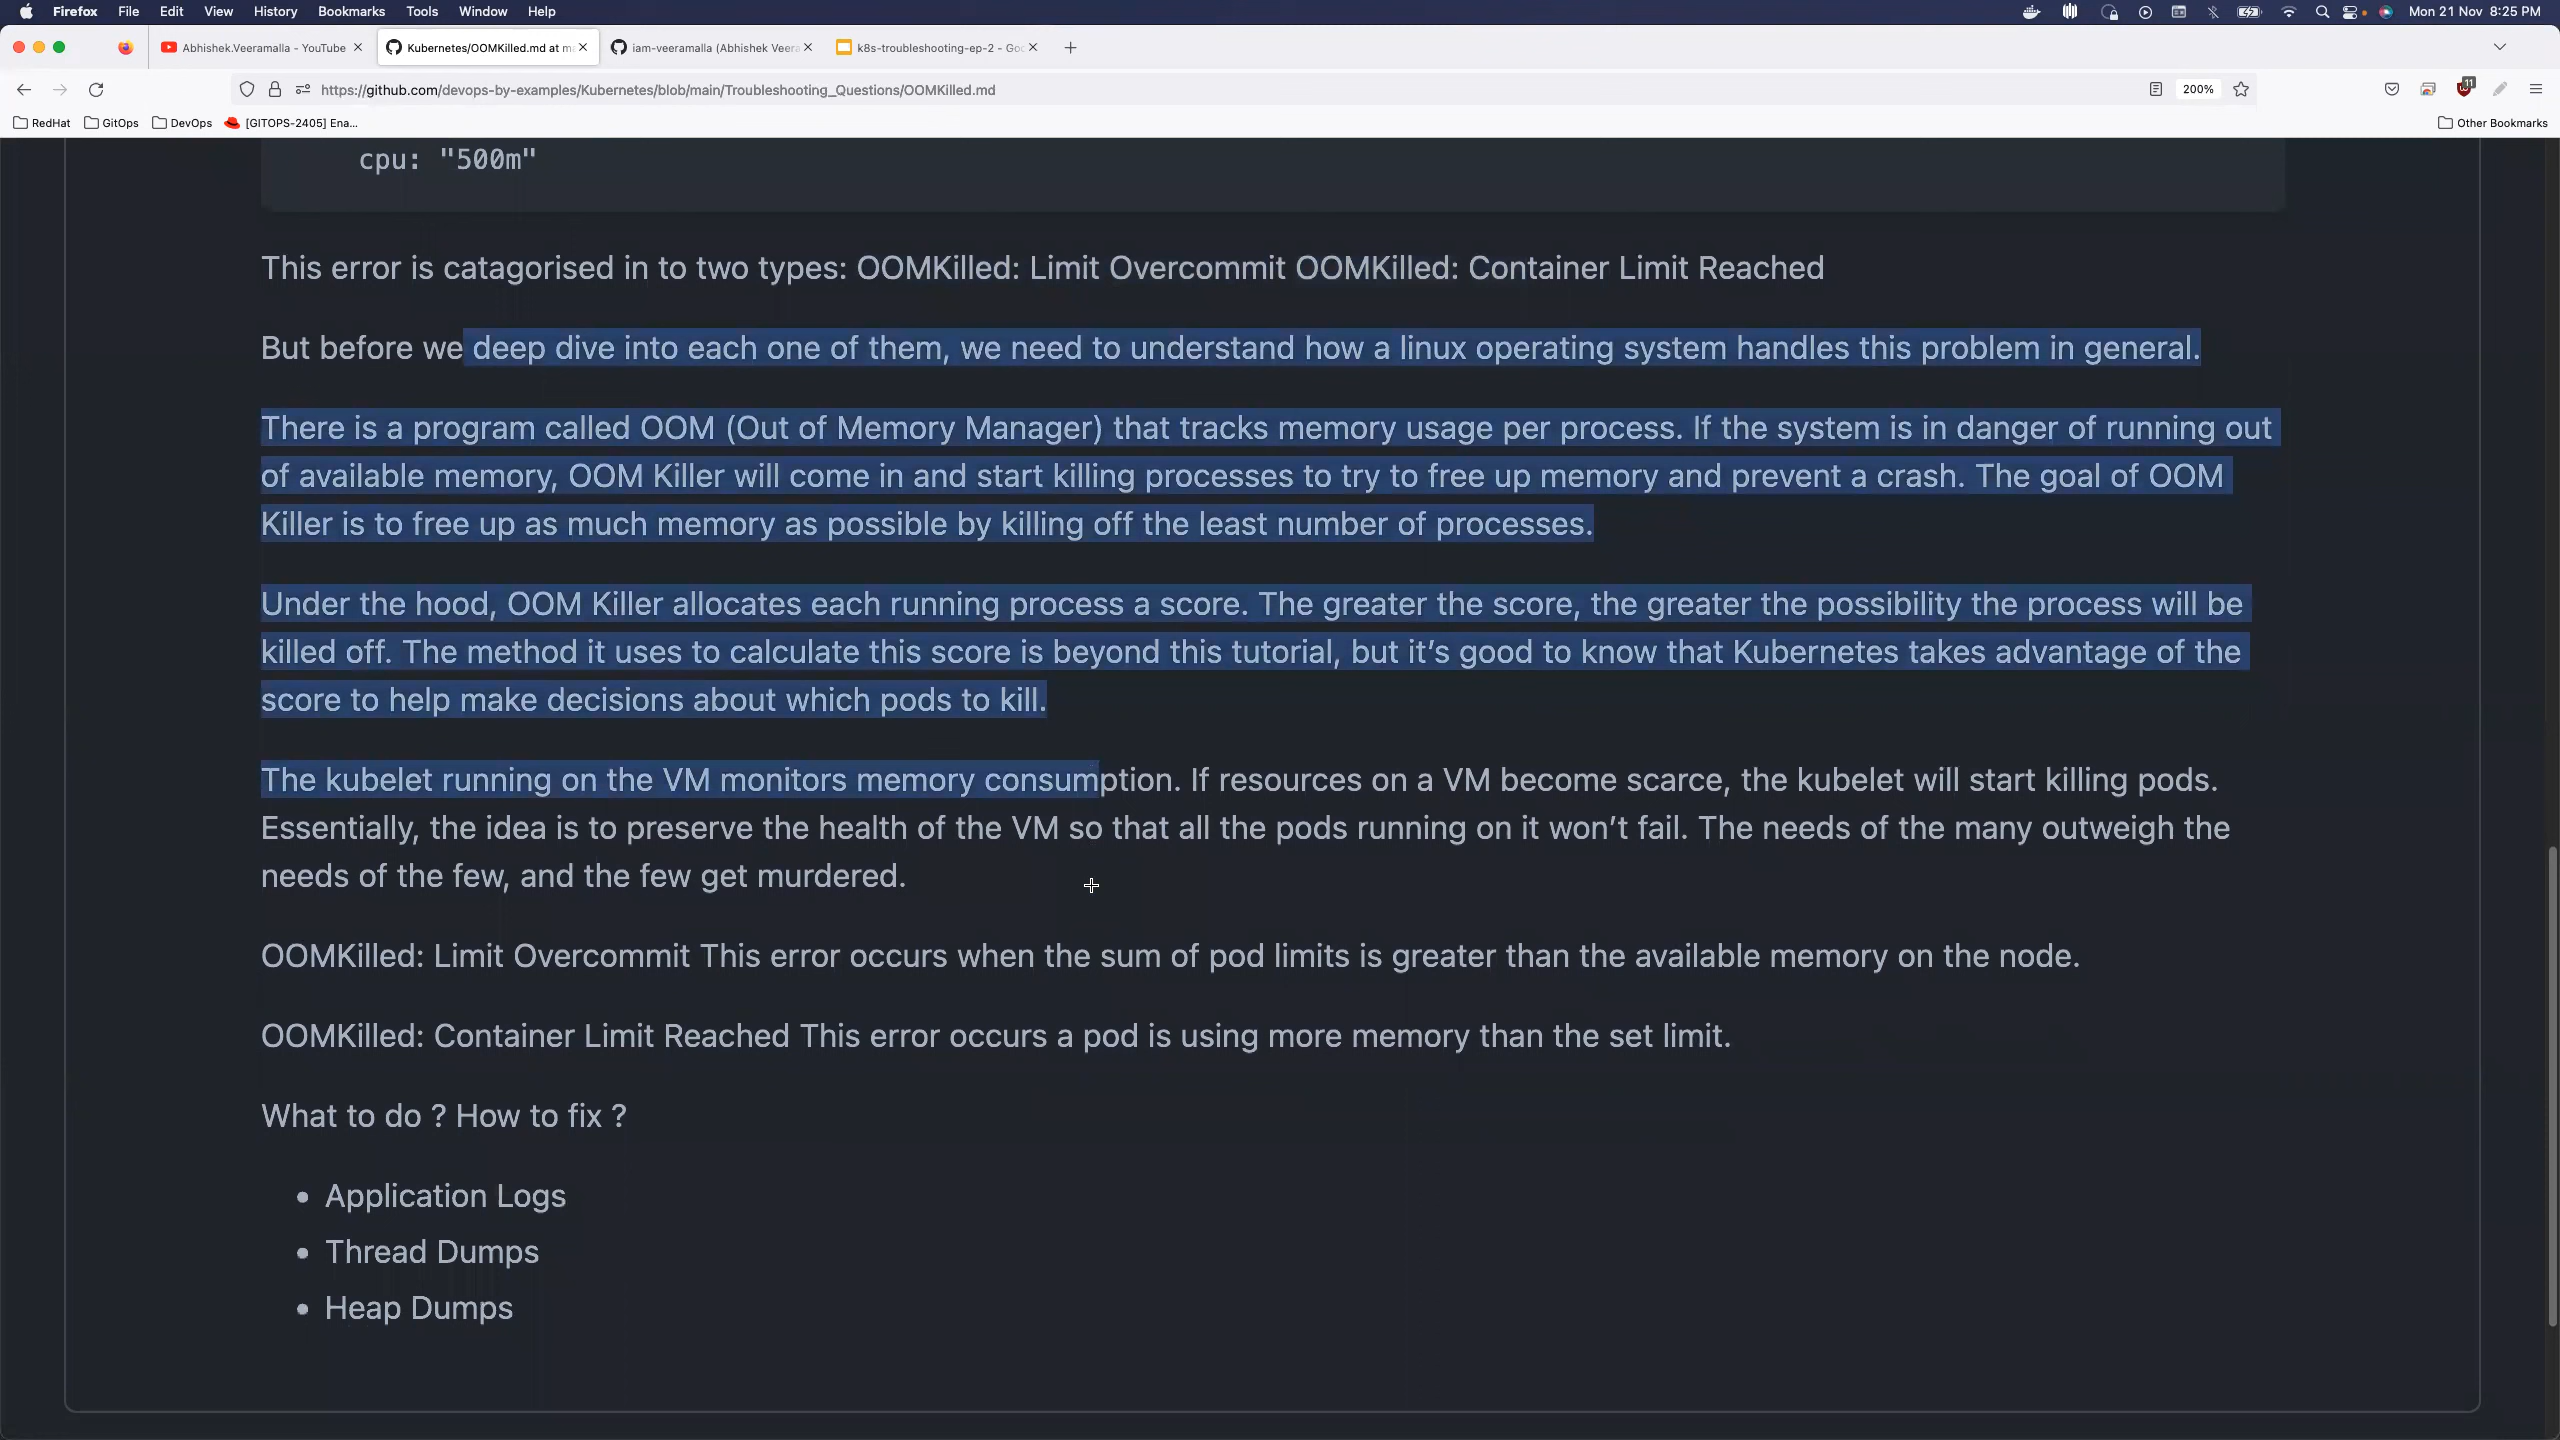 Firefox File Edit View History Bookmarks Tools Window Help Mon 21 Nov 8:25 PM
Abhishek.Veeramalla - YouTube Kubernetes/OOMKilled.md at m iam-veeramalla (Abhishek Veera k8s-troubleshooting-ep-2 - Goo
https://github.com/devops-by-examples/Kubernetes/blob/main/Troubleshooting_Questions/OOMKilled.md 200% 11
RedHat GitOps DevOps [GITOPS-2405] Ena... Other Bookmarks
cpu: "500m"
This error is catagorised in to two types: OOMKilled: Limit Overcommit OOMKilled: Container Limit Reached
But before we deep dive into each one of them, we need to understand how a linux operating system handles this problem in general.
There is a program called OOM (Out of Memory Manager) that tracks memory usage per process. If the system is in danger of running out
of available memory, OOM Killer will come in and start killing processes to try to free up memory and prevent a crash. The goal of OOM
Killer is to free up as much memory as possible by killing off the least number of processes.
Under the hood, OOM Killer allocates each running process a score. The greater the score, the greater the possibility the process will be
killed off. The method it uses to calculate this score is beyond this tutorial, but it’s good to know that Kubernetes takes advantage of the
score to help make decisions about which pods to kill.
The kubelet running on the VM monitors memory consumption. If resources on a VM become scarce, the kubelet will start killing pods.
Essentially, the idea is to preserve the health of the VM so that all the pods running on it won’t fail. The needs of the many outweigh the
needs of the few, and the few get murdered.
OOMKilled: Limit Overcommit This error occurs when the sum of pod limits is greater than the available memory on the node.
OOMKilled: Container Limit Reached This error occurs a pod is using more memory than the set limit.
What to do ? How to fix ?
• Application Logs
• Thread Dumps
• Heap Dumps